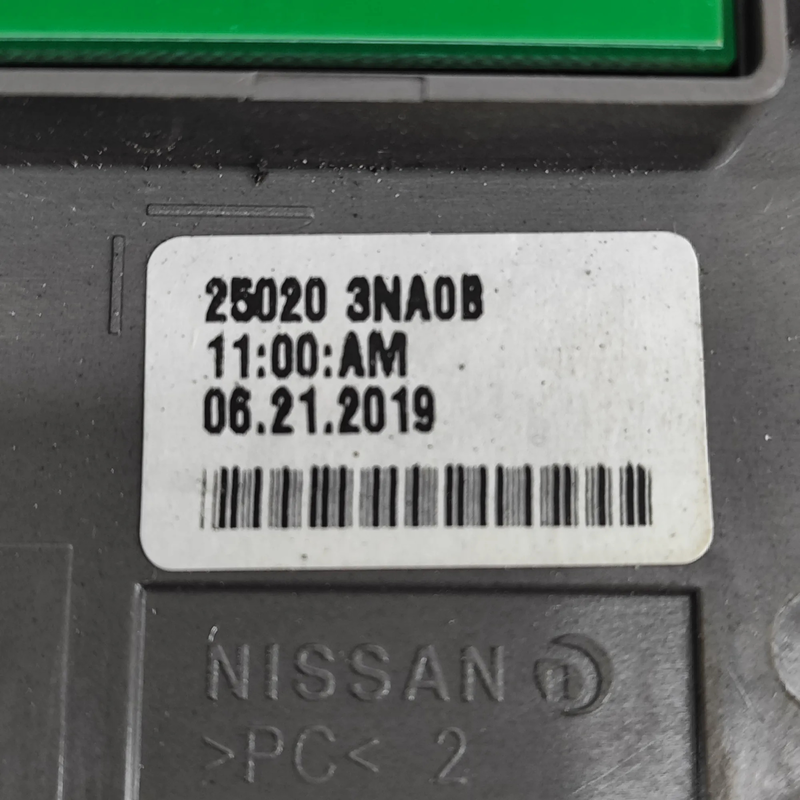 25020 3NA0B
11:00:AM
06.21.2019
NISSAN
>PC< 2